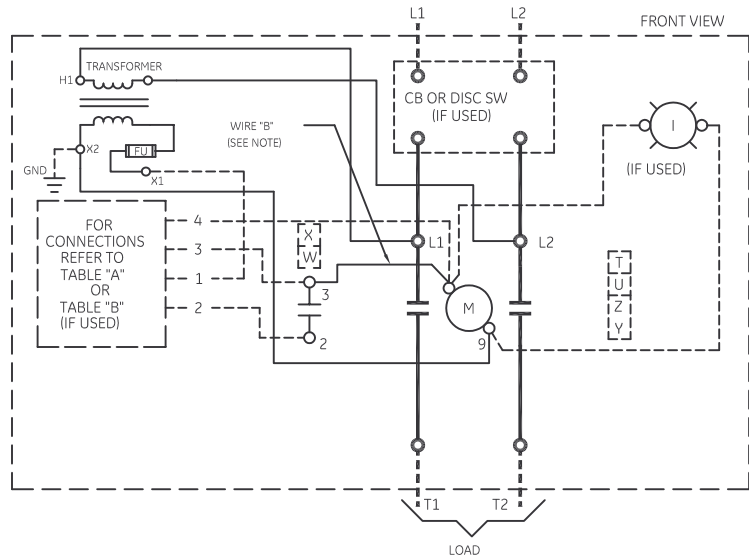 L1
L2
FRONT VIEW
TRANSFORMER
H1
CB OR DISC SW
(IF USED)
WIRE "B"
(SEE NOTE)
FU
X2
X1
GND
I
(IF USED)
FOR
CONNECTIONS
REFER TO
TABLE "A"
OR
TABLE "B"
(IF USED)
4
3
1
2
X
W
3
2
L1
L2
M
9
T
U
Z
Y
T1
T2
LOAD